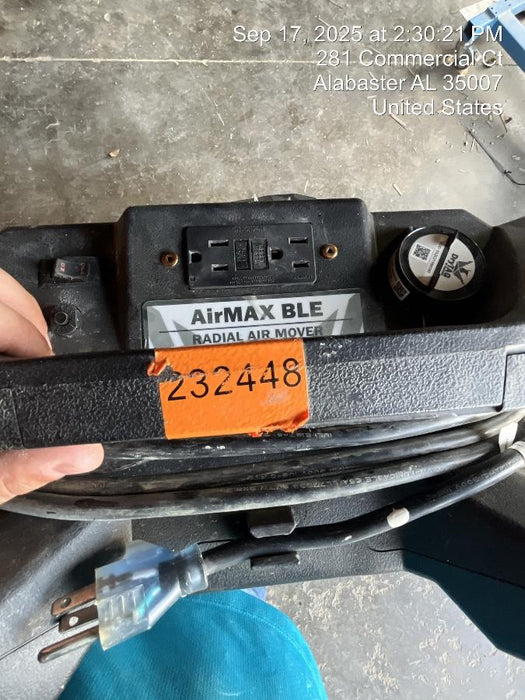 Sep 17, 2025 at 2:30:21 PM
281 Commercial Ct
Alabaster AL 35007
United States
AirMAX BLE
RADIAL AIR MOVER
232448